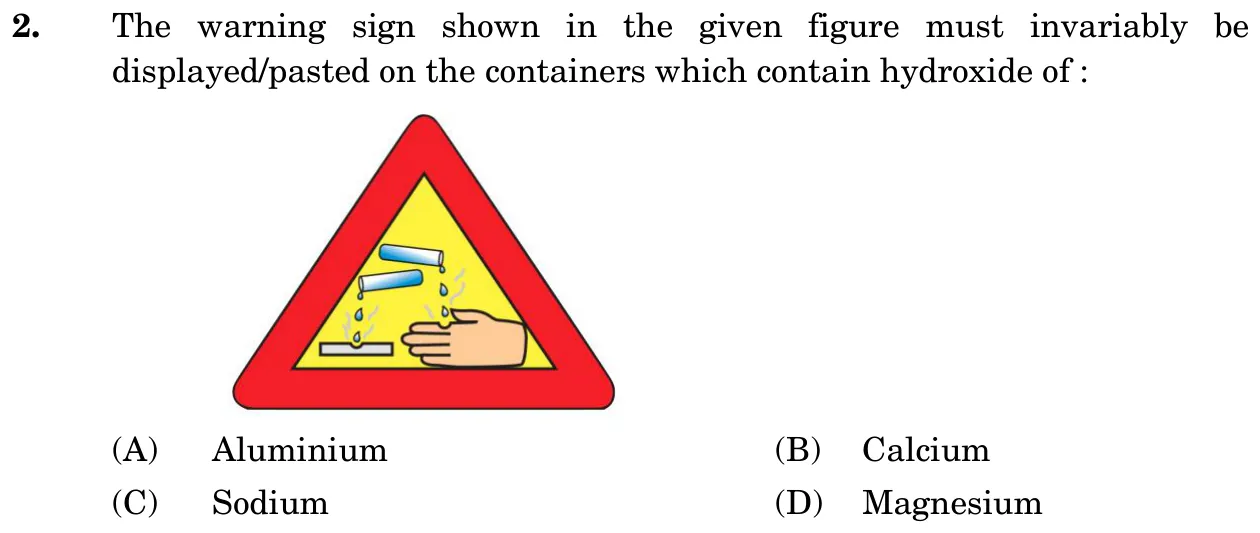 2. The warning sign shown in the given figure must invariably be
displayed/pasted on the containers which contain hydroxide of :
(A) Aluminium (B) Calcium
(C) Sodium (D) Magnesium